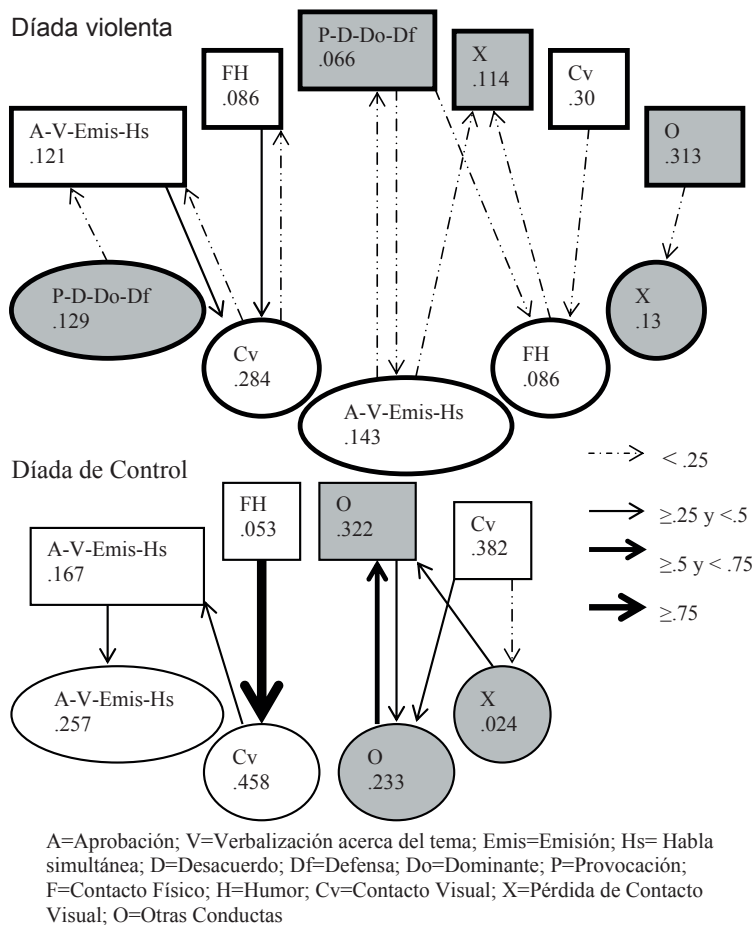 Díada violenta
P-D-Do-Df
.066
X
.114
FH
.086
Cv
.30
A-V-Emis-Hs
.121
O
.313
P-D-Do-Df
.129
Cv
.284
A-V-Emis-Hs
.143
FH
.086
X
.13
< .25
≥.25 y <.5
≥.5 y < .75
≥.75
Díada de Control
A-V-Emis-Hs
.167
FH
.053
O
.322
Cv
.382
A-V-Emis-Hs
.257
Cv
.458
O
.233
X
.024
A=Aprobación; V=Verbalización acerca del tema; Emis=Emisión; Hs= Habla
simultánea; D=Desacuerdo; Df=Defensa; Do=Dominante; P=Provocación;
F=Contacto Físico; H=Humor; Cv=Contacto Visual; X=Pérdida de Contacto
Visual; O=Otras Conductas